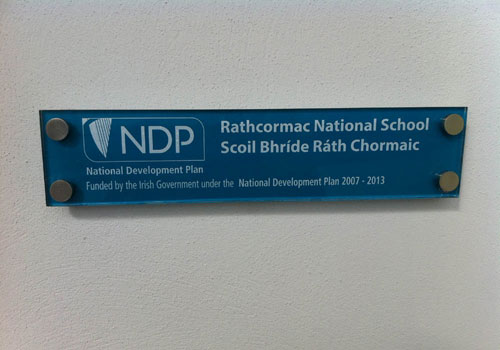 NDP
National Development Plan
Rathcormac National School
Scoil Bhríde Ráth Chormaic
Funded by the Irish Government under the National Development Plan 2007 - 2013